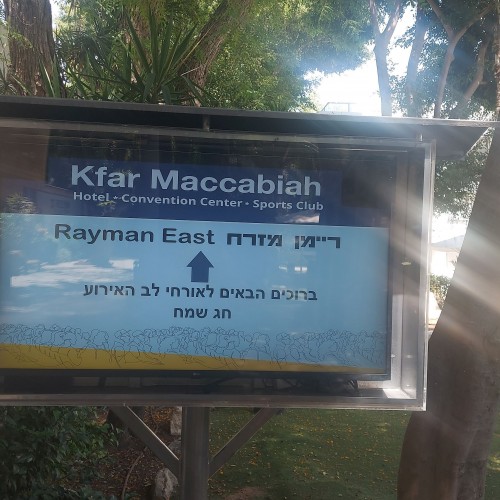 Kfar Maccabiah
Hotel • Convention Center • Sports Club
Rayman East ריימן מזרח
ברוכים הבאים לאורחי לב האירוע
חג שמח